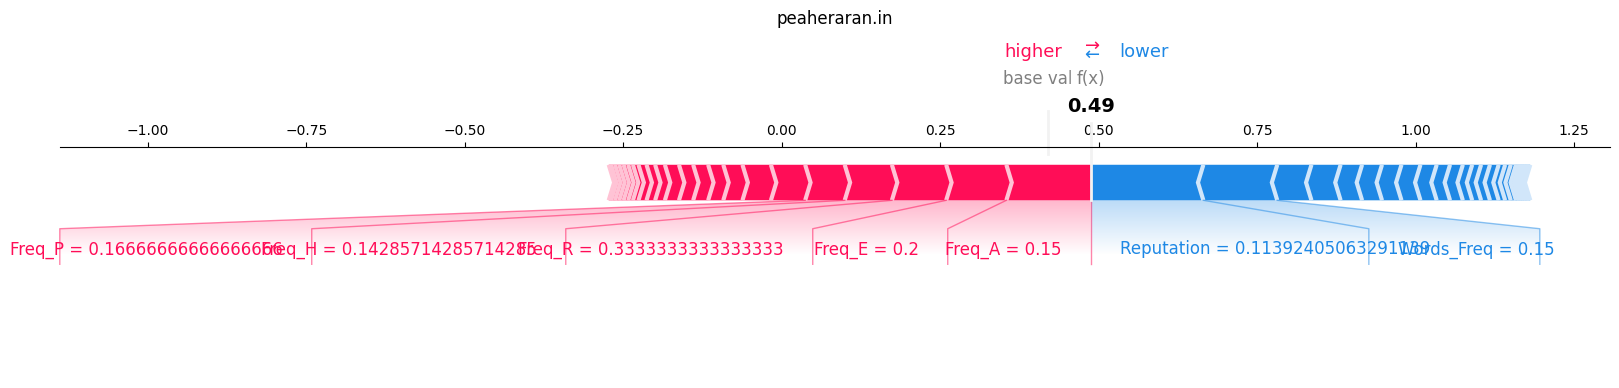 peaheraran.in
higher ⇄ lower
base val f(x)
0.49
−1.00 −0.75 −0.50 −0.25 0.00 0.25 0.50 0.75 1.00 1.25
Freq_P = 0.16666666666666666 Freq_H = 0.14285714285714285 Freq_R = 0.3333333333333333 Freq_E = 0.2 Freq_A = 0.15 Reputation = 0.11392405063291139 Words_Freq = 0.15